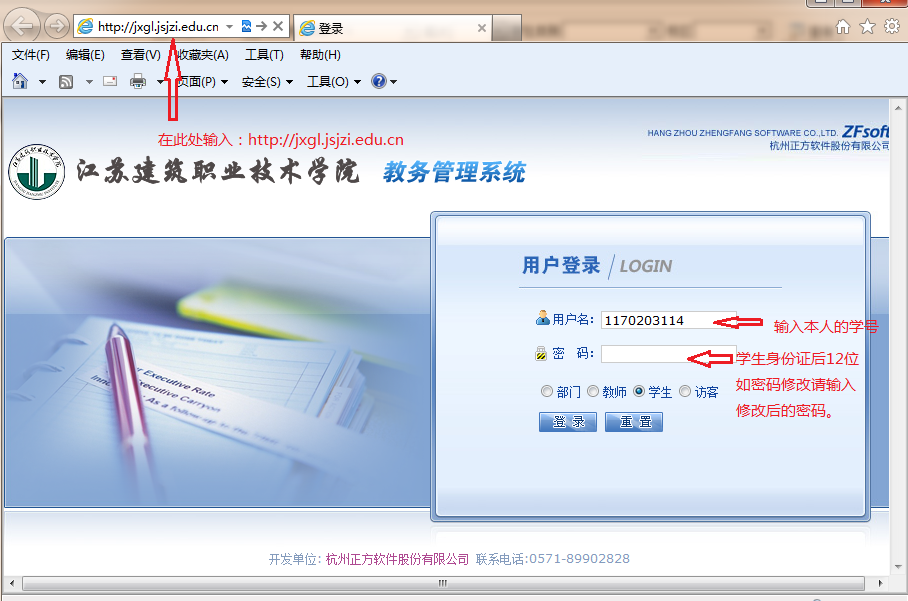 http://jxgl.jsjzi.edu.cn
登录
文件(F) 编辑(E) 查看(V) 收藏夹(A) 工具(T) 帮助(H)
页面(P) 安全(S) 工具(O)
在此处输入：http://jxgl.jsjzi.edu.cn
HANG ZHOU ZHENGFANG SOFTWARE CO.,LTD. ZFsoft
杭州正方软件股份有限公司
江苏建筑职业技术学院 教务管理系统
用户登录 LOGIN
用户名: 1170203114 输入本人的学号
密 码: 学生身份证后12位
如密码修改请输入
部门 教师 学生 访客
修改后的密码。
登 录 重 置
Executive Rate
Executive Carryon
As a follow-up to
开发单位: 杭州正方软件股份有限公司 联系电话:0571-89902828